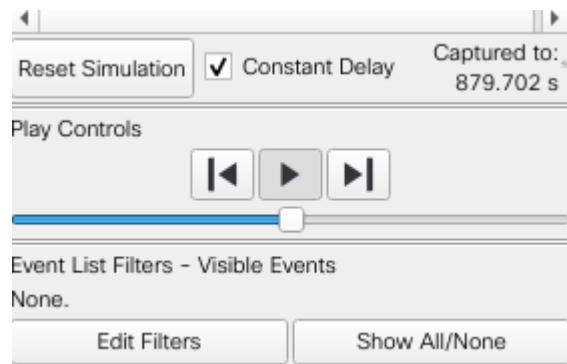 Reset Simulation
Constant Delay
Captured to:
879.702 s
Play Controls
Event List Filters - Visible Events
None.
Edit Filters
Show All/None